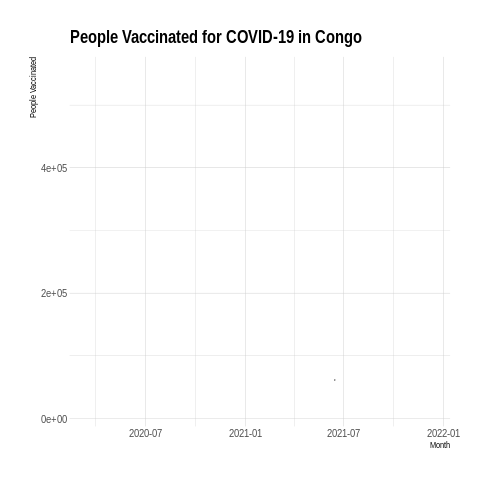 People Vaccinated for COVID-19 in Congo
People Vaccinated
4e+05
2e+05
0e+00
2020-07 2021-01 2021-07 2022-01
Month